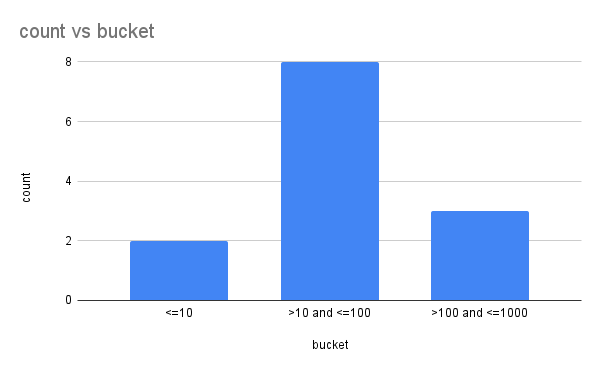 count vs bucket
8
6
4
2
0
count
<=10
>10 and <=100
>100 and <=1000
bucket